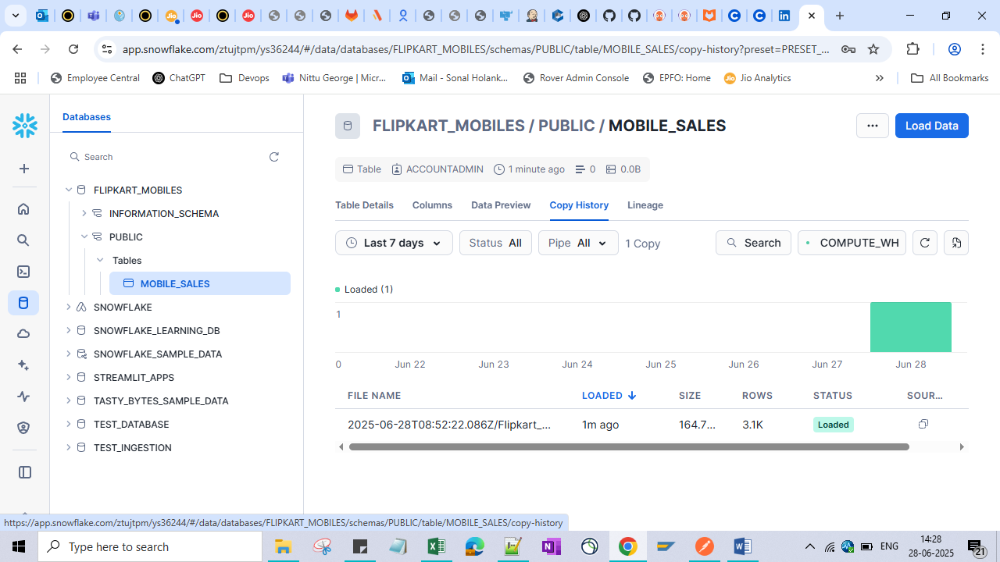 app.snowflake.com/ztujtpm/ys36244/#/data/databases/FLIPKART_MOBILES/schemas/PUBLIC/table/MOBILE_SALES/copy-history?preset=PRESET_...
Employee Central
ChatGPT
Devops
Nittu George | Micr...
Mail - Sonal Holank...
Rover Admin Console
EPFO: Home
Jio Analytics
All Bookmarks
Databases
Search
FLIPKART_MOBILES
INFORMATION_SCHEMA
PUBLIC
Tables
MOBILE_SALES
SNOWFLAKE
SNOWFLAKE_LEARNING_DB
SNOWFLAKE_SAMPLE_DATA
STREAMLIT_APPS
TASTY_BYTES_SAMPLE_DATA
TEST_DATABASE
TEST_INGESTION
FLIPKART_MOBILES / PUBLIC / MOBILE_SALES
Load Data
Table ACCOUNTADMIN 1 minute ago 0 0.0B
Table Details Columns Data Preview Copy History Lineage
Last 7 days Status All Pipe All 1 Copy Search COMPUTE_WH
Loaded (1)
1
0 Jun 22 Jun 23 Jun 24 Jun 25 Jun 26 Jun 27 Jun 28
FILE NAME LOADED SIZE ROWS STATUS SOUR...
2025-06-28T08:52:22.086Z/Flipkart_... 1m ago 164.7... 3.1K Loaded
https://app.snowflake.com/ztujtpm/ys36244/#/data/databases/FLIPKART_MOBILES/schemas/PUBLIC/table/MOBILE_SALES/copy-history
Type here to search
ENG
14:28
28-06-2025
21